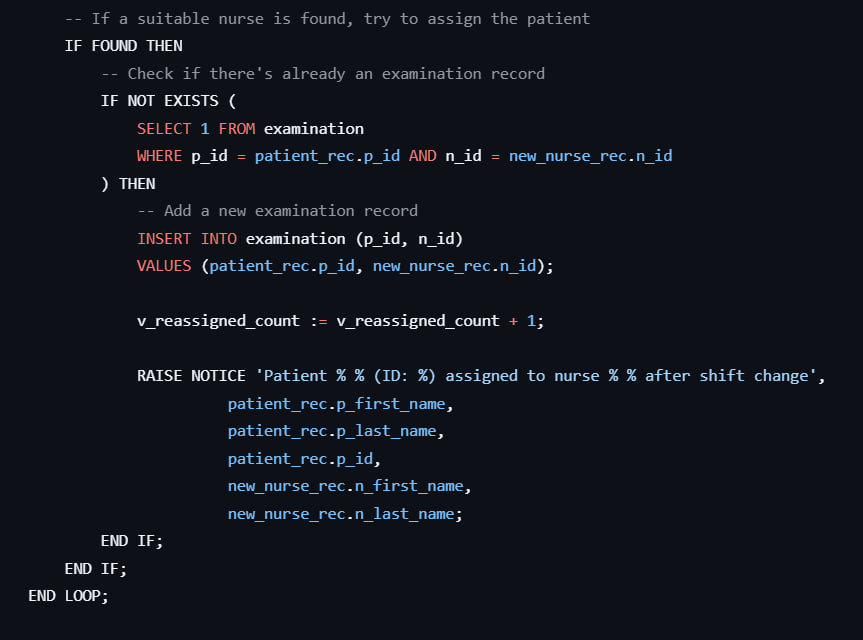 -- If a suitable nurse is found, try to assign the patient
IF FOUND THEN
-- Check if there's already an examination record
IF NOT EXISTS (
SELECT 1 FROM examination
WHERE p_id = patient_rec.p_id AND n_id = new_nurse_rec.n_id
) THEN
-- Add a new examination record
INSERT INTO examination (p_id, n_id)
VALUES (patient_rec.p_id, new_nurse_rec.n_id);
v_reassigned_count := v_reassigned_count + 1;
RAISE NOTICE 'Patient % % (ID: %) assigned to nurse % % after shift change',
patient_rec.p_first_name,
patient_rec.p_last_name,
patient_rec.p_id,
new_nurse_rec.n_first_name,
new_nurse_rec.n_last_name;
END IF;
END IF;
END LOOP;